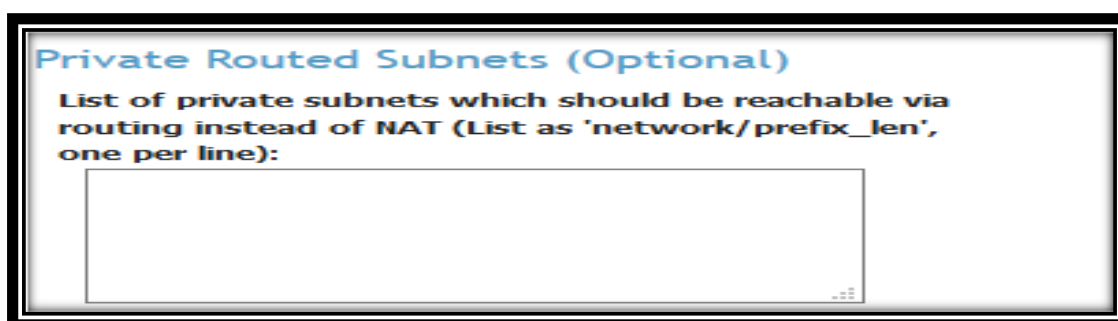 Private Routed Subnets (Optional)
List of private subnets which should be reachable via
routing instead of NAT (List as 'network/prefix_len',
one per line):